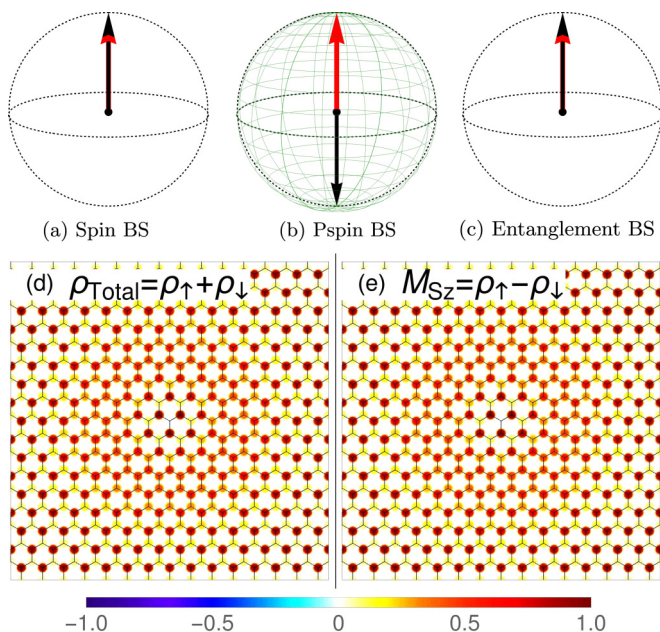 (a) Spin BS
(b) Pspin BS
(c) Entanglement BS
(d) ρTotal=ρ↑+ρ↓
(e) MSz=ρ↑−ρ↓
−1.0 −0.5 0 0.5 1.0